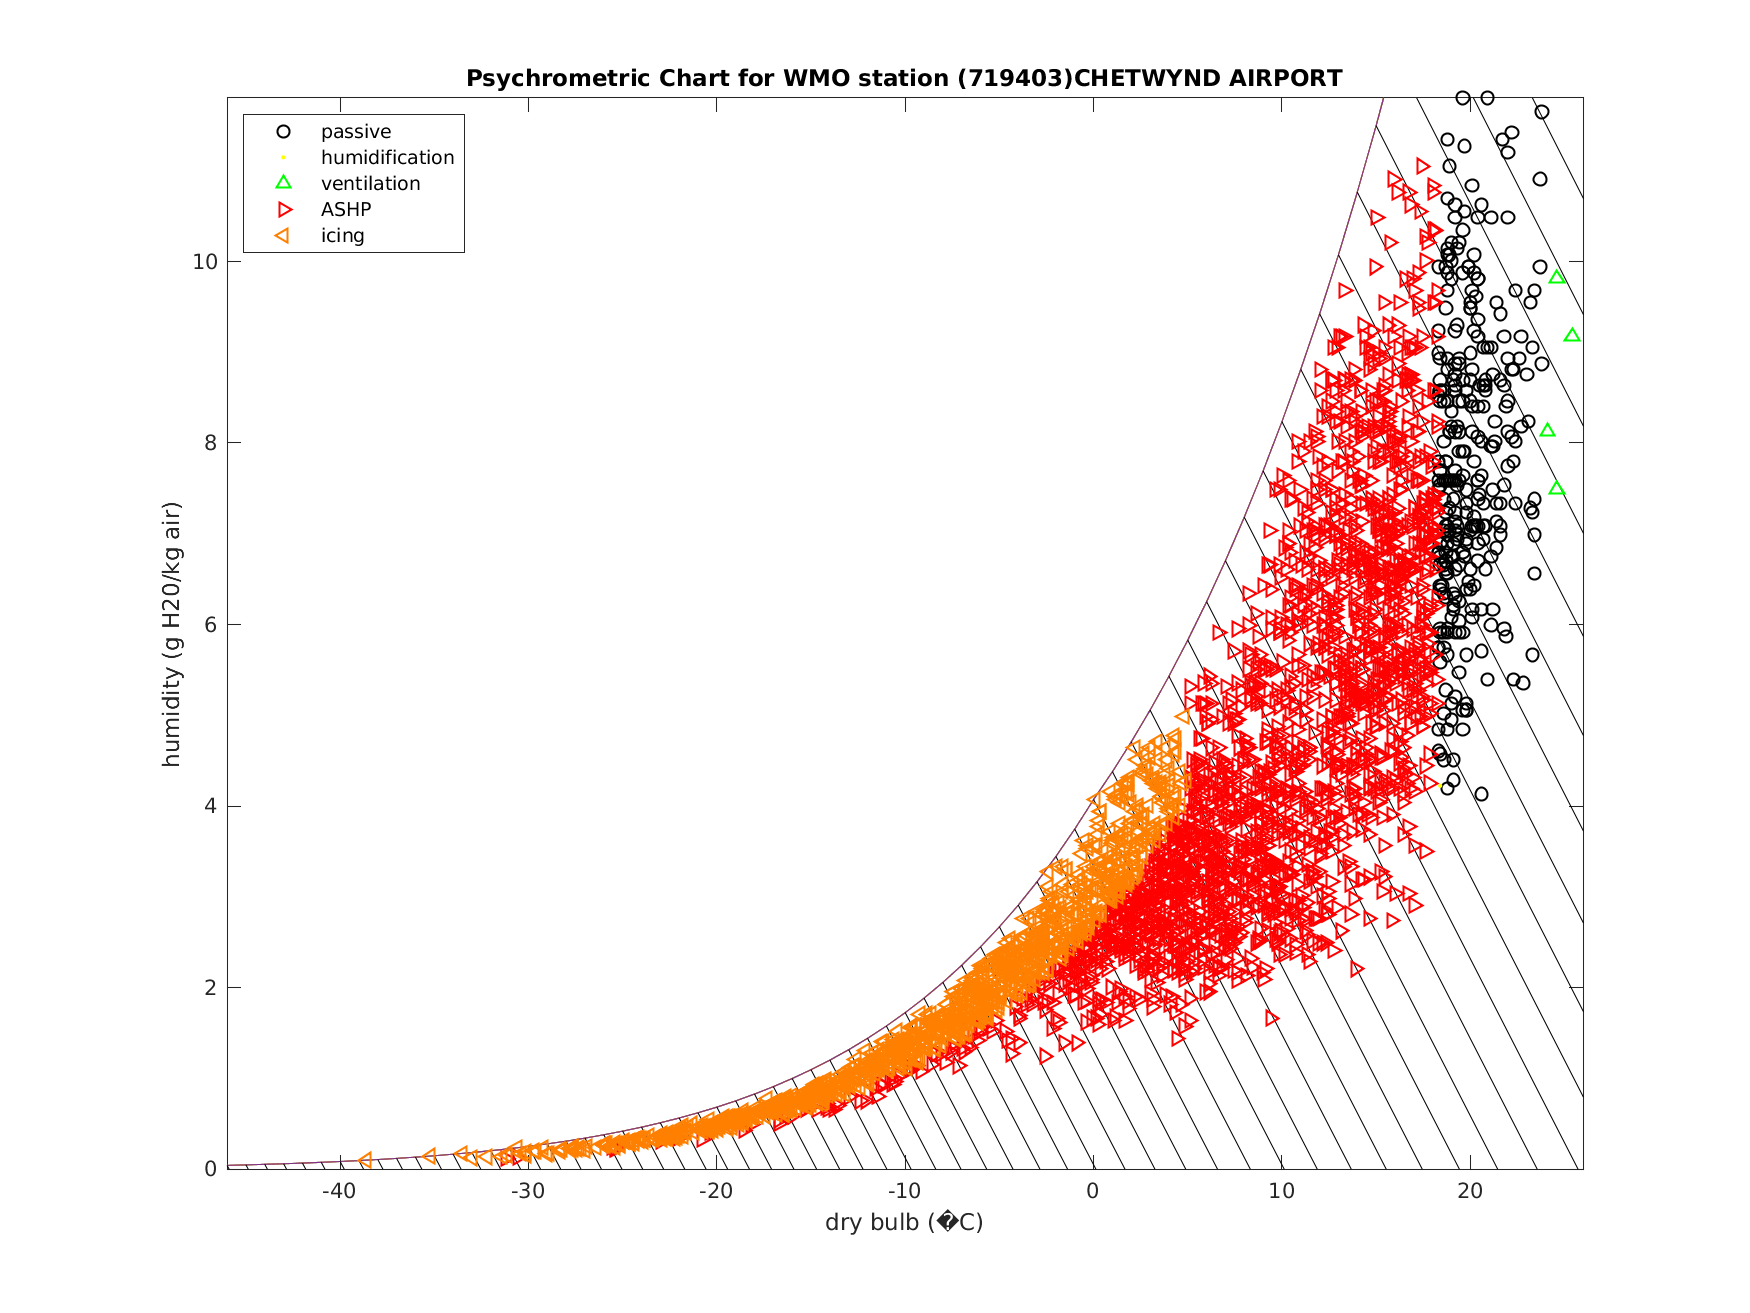 Psychrometric Chart for WMO station (719403)CHETWYND AIRPORT
passive
humidification
ventilation
ASHP
icing
humidity (g H20/kg air)
10
8
6
4
2
0
-40 -30 -20 -10 0 10 20
dry bulb (�C)